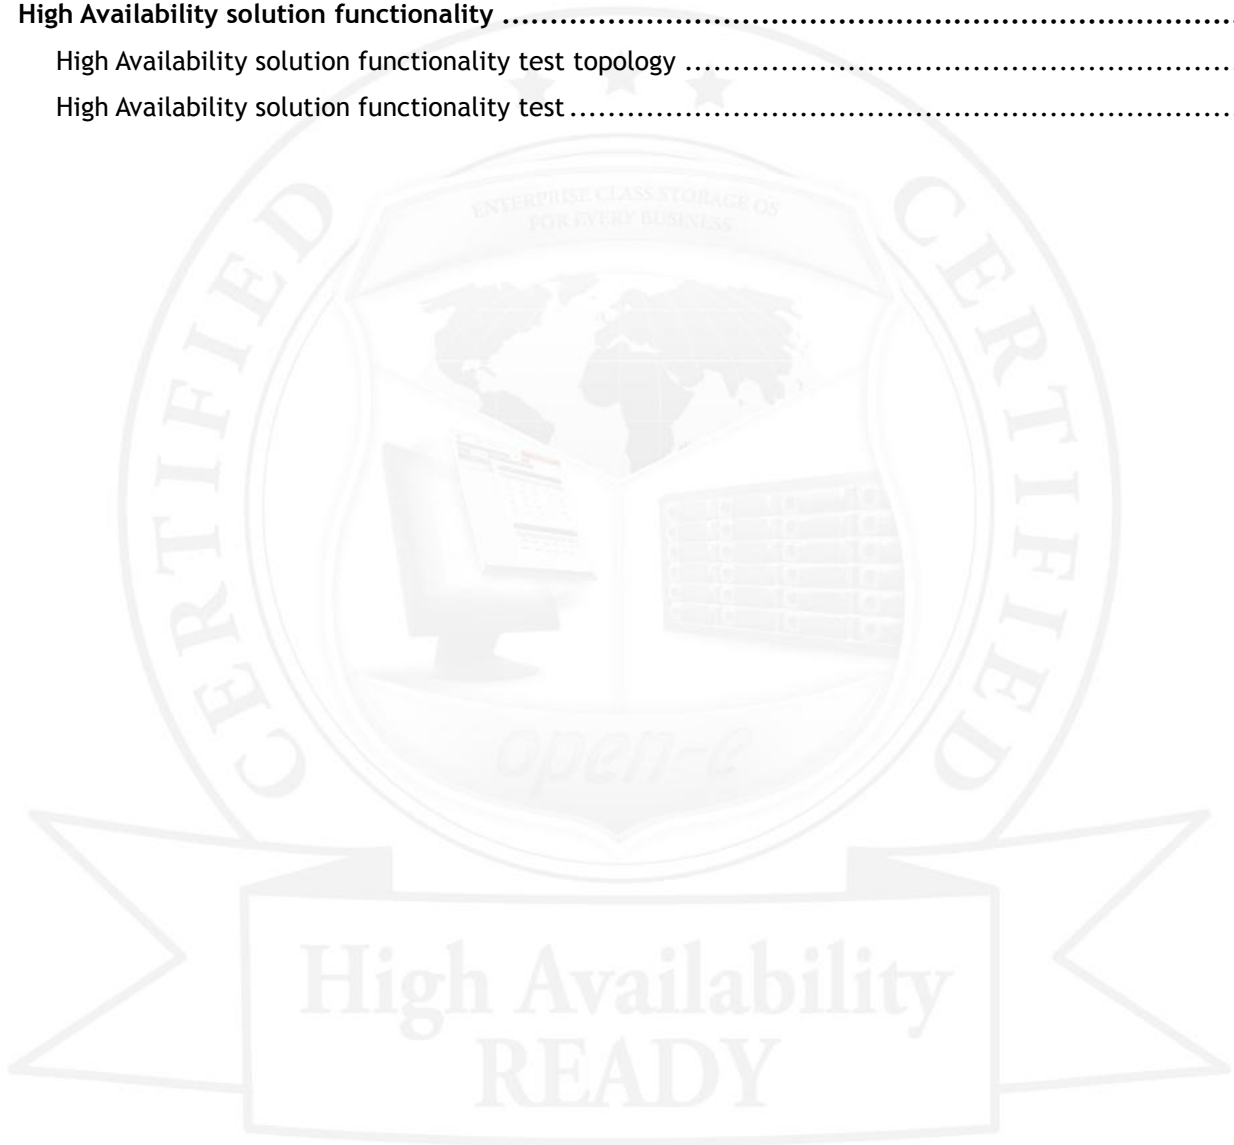 High Availability solution functionality ................................................................................
High Availability solution functionality test topology ................................................................
High Availability solution functionality test ................................................................................
ENTERPRISE CLASS STORAGE OS
FOR EVERY BUSINESS
CERTIFIED
CERTIFIED
open-e
High Availability
READY